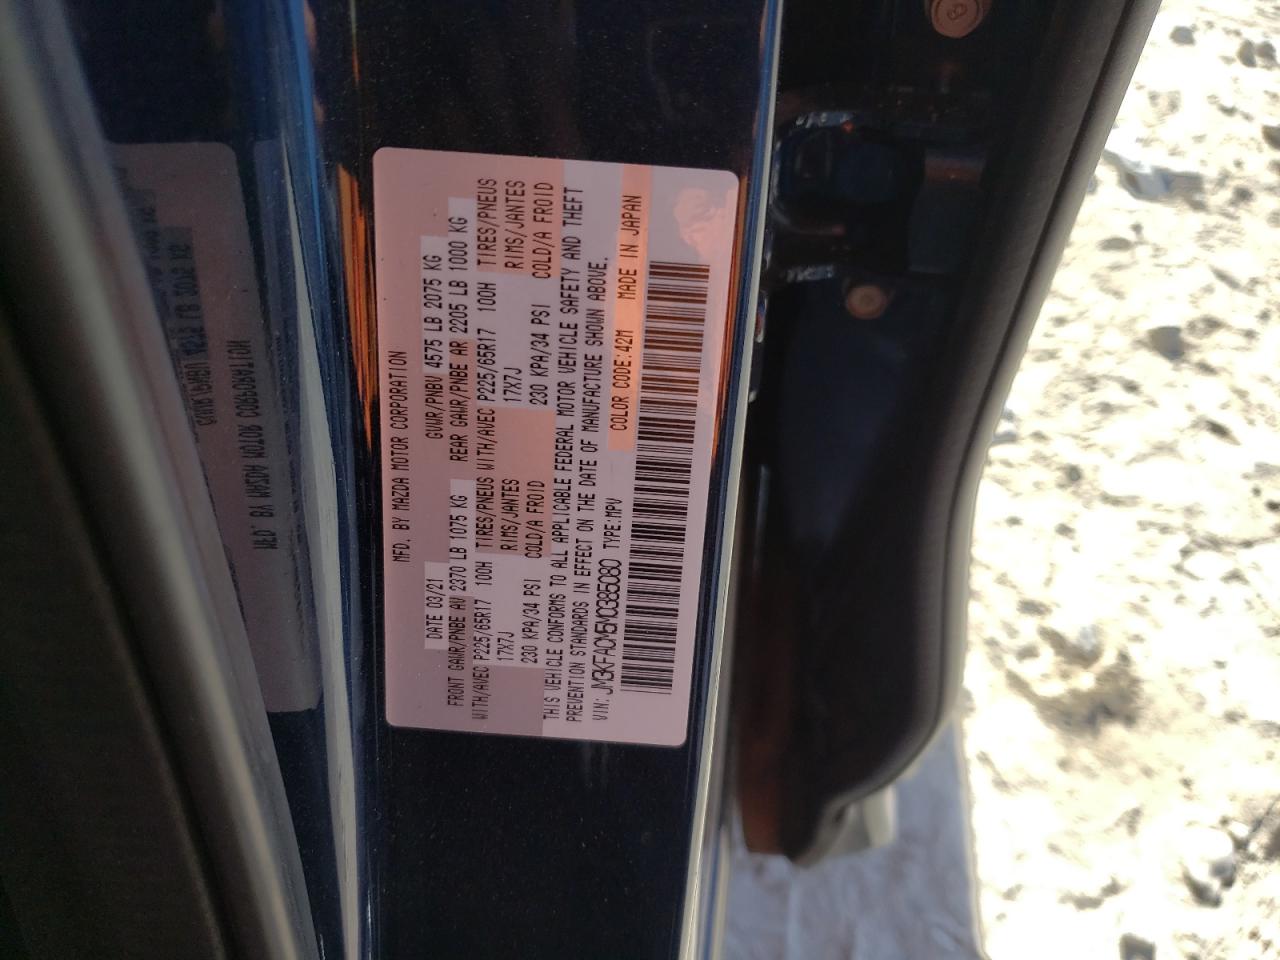 MFD. BY MAZDA MOTOR CORPORATION
DATE 03/21 GVWR/PNBV 4575 LB 2075 KG
FRONT GAWR/PNBE AV 2370 LB 1075 KG REAR GAWR/PNBE AR 2205 LB 1000 KG
WITH/AVEC P225/65R17 100H TIRES/PNEUS WITH/AVEC P225/65R17 100H TIRES/PNEUS
17X7J RIMS/JANTES 17X7J RIMS/JANTES
230 KPA/34 PSI COLD/A FROID 230 KPA/34 PSI COLD/A FROID
THIS VEHICLE CONFORMS TO ALL APPLICABLE FEDERAL MOTOR VEHICLE SAFETY AND THEFT
PREVENTION STANDARDS IN EFFECT ON THE DATE OF MANUFACTURE SHOWN ABOVE.
VIN: JM3KFACM5M0385080 TYPE:MPV COLOR CODE:42M MADE IN JAPAN